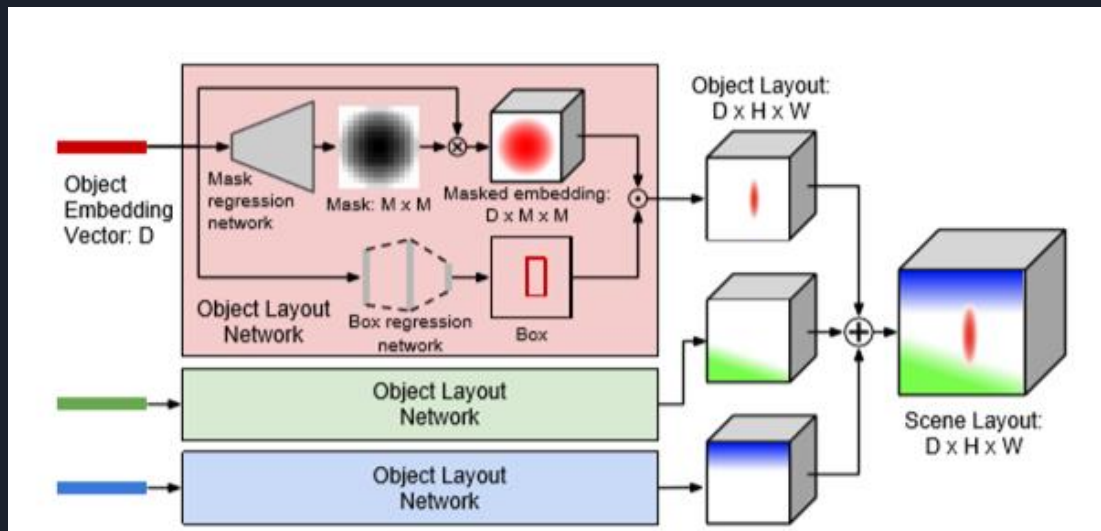 Object
Embedding
Vector: D
Mask
regression
network
Mask: M x M
Masked embedding:
D x M x M
Object Layout
Network
Box regression
network
Box
Object Layout:
D x H x W
Object Layout
Network
Object Layout
Network
Scene Layout:
D x H x W